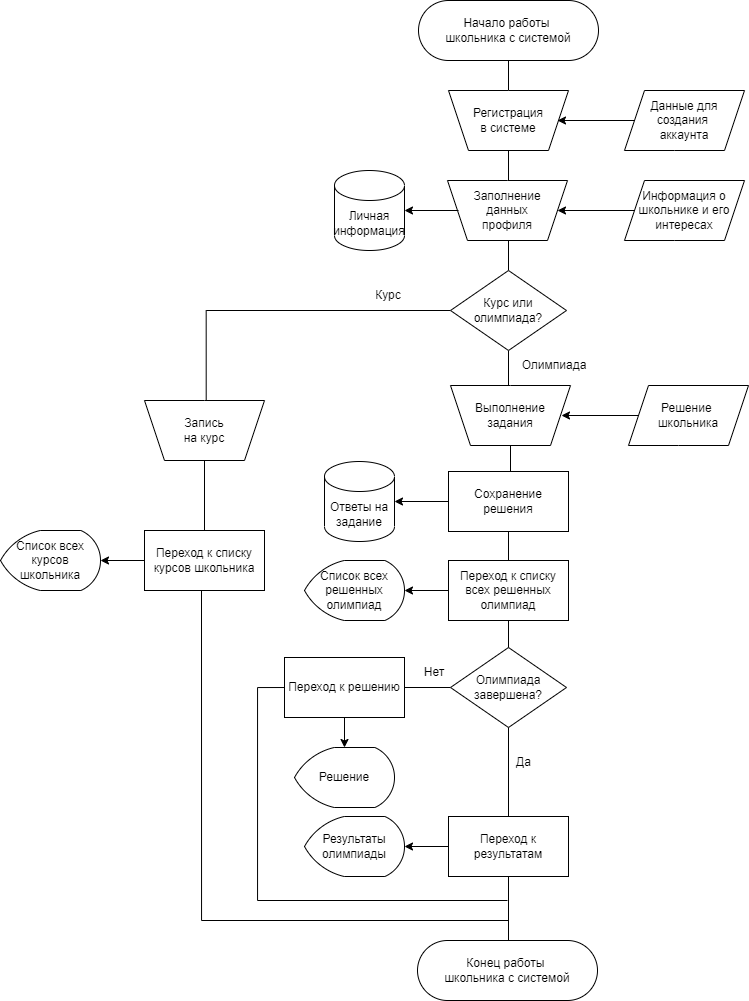 Начало работы
школьника с системой
Регистрация
в системе
Данные для
создания
аккаунта
Личная
информация
Заполнение
данных
профиля
Информация о
школьнике и его
интересах
Курс
Курс или
олимпиада?
Олимпиада
Запись
на курс
Выполнение
задания
Решение
школьника
Ответы на
задание
Сохранение
решения
Список всех
курсов
школьника
Переход к списку
курсов школьника
Список всех
решенных
олимпиад
Переход к списку
всех решенных
олимпиад
Переход к решению
Нет
Олимпиада
завершена?
Решение
Да
Результаты
олимпиады
Переход к
результатам
Конец работы
школьника с системой